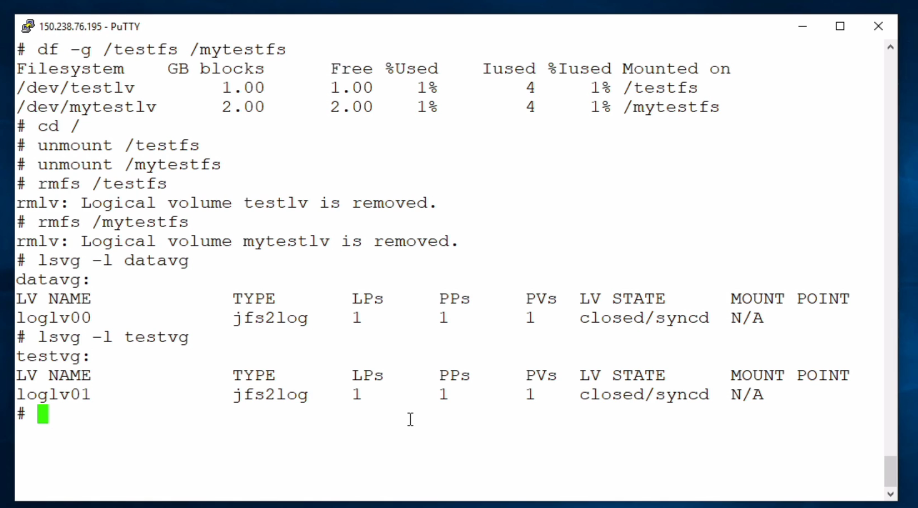 150.238.76.195 - PuTTY
# df -g /testfs /mytestfs
Filesystem    GB blocks      Free %Used    Iused %Iused Mounted on
/dev/testlv        1.00      1.00    1%        4     1% /testfs
/dev/mytestlv      2.00      2.00    1%        4     1% /mytestfs
# cd /
# unmount /testfs
# unmount /mytestfs
# rmfs /testfs
rmlv: Logical volume testlv is removed.
# rmfs /mytestfs
rmlv: Logical volume mytestlv is removed.
# lsvg -l datavg
datavg:
LV NAME             TYPE       LPs     PPs     PVs  LV STATE      MOUNT POINT
loglv00             jfs2log    1       1       1    closed/syncd  N/A
# lsvg -l testvg
testvg:
LV NAME             TYPE       LPs     PPs     PVs  LV STATE      MOUNT POINT
loglv01             jfs2log    1       1       1    closed/syncd  N/A
#